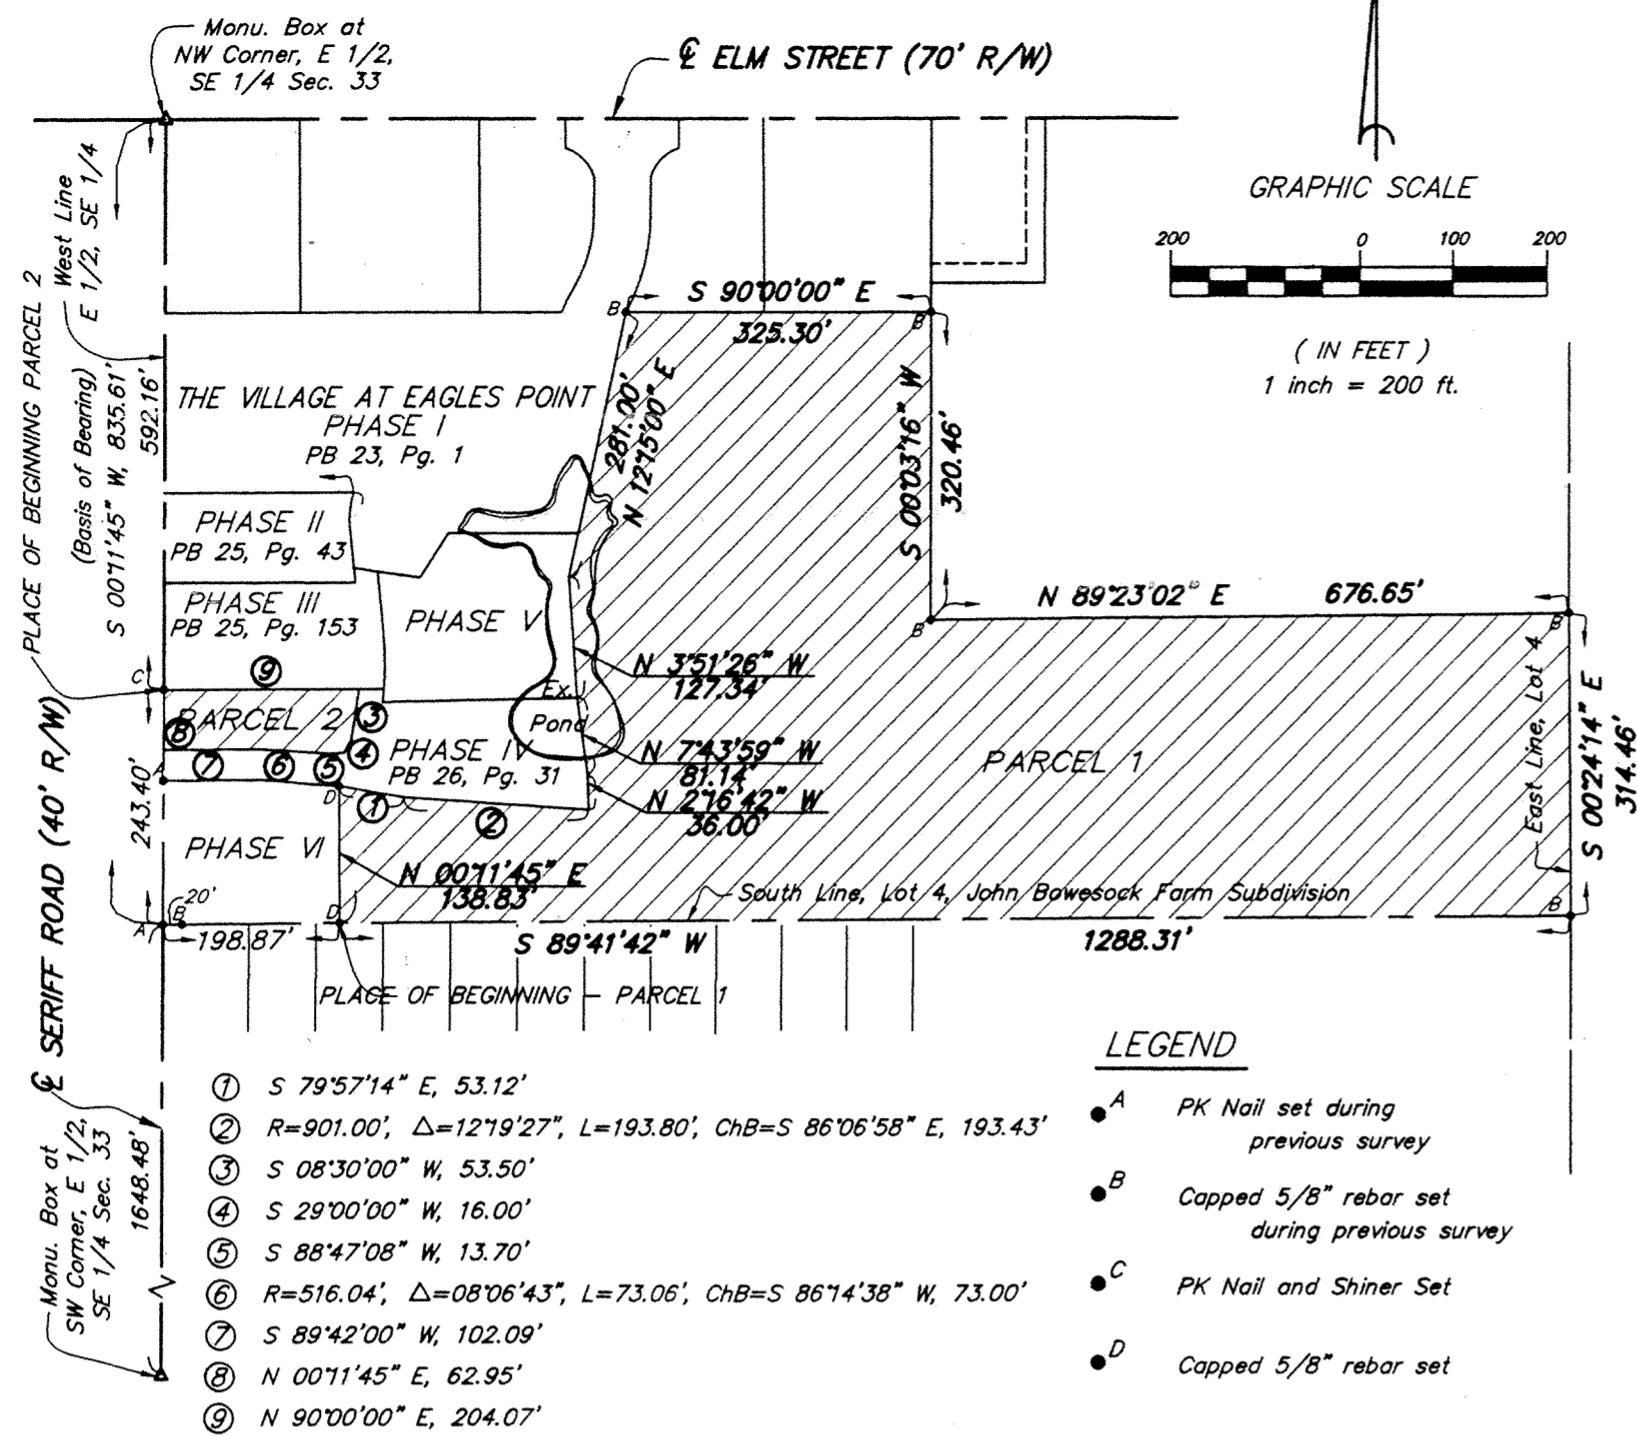 Monu. Box at
NW Corner, E 1/2,
SE 1/4 Sec. 33
℄ ELM STREET (70' R/W)
GRAPHIC SCALE
200 0 100 200
( IN FEET )
1 inch = 200 ft.
West Line
E 1/2, SE 1/4
PLACE OF BEGINNING PARCEL 2
(Basis of Bearing)
S 00°11'45" W, 835.61'
592.16'
S 90°00'00" E
325.30'
B
B
THE VILLAGE AT EAGLES POINT
PHASE I
PB 23, Pg. 1
281.00'
N 12°15'00" E
S 00°03'16" W
320.46'
PHASE II
PB 25, Pg. 43
PHASE III
PB 25, Pg. 153
PHASE V
N 89°23'02" E 676.65'
B
B
C
9
N 3°51'26" W
127.34'
Ex.
Pond
PARCEL 2
8
3
4
7
6
5
PHASE IV
PB 26, Pg. 31
N 7°43'59" W
81.14'
N 2°16'42" W
36.00'
PARCEL 1
East Line, Lot 4
S 00°24'14" E
314.46'
A
D
1
2
243.40'
PHASE VI
N 00°11'45" E
138.83'
South Line, Lot 4, John Bowesock Farm Subdivision
A
B
20'
D
B
198.87'
S 89°41'42" W
1288.31'
PLACE OF BEGINNING – PARCEL 1
℄ SERIFF ROAD (40' R/W)
Monu. Box at
SW Corner, E 1/2,
SE 1/4 Sec. 33
1648.48'
1 S 79°57'14" E, 53.12'
2 R=901.00', Δ=12°19'27", L=193.80', ChB=S 86°06'58" E, 193.43'
3 S 08°30'00" W, 53.50'
4 S 29°00'00" W, 16.00'
5 S 88°47'08" W, 13.70'
6 R=516.04', Δ=08°06'43", L=73.06', ChB=S 86°14'38" W, 73.00'
7 S 89°42'00" W, 102.09'
8 N 00°11'45" E, 62.95'
9 N 90°00'00" E, 204.07'
LEGEND
A PK Nail set during
previous survey
B Capped 5/8" rebar set
during previous survey
C PK Nail and Shiner Set
D Capped 5/8" rebar set